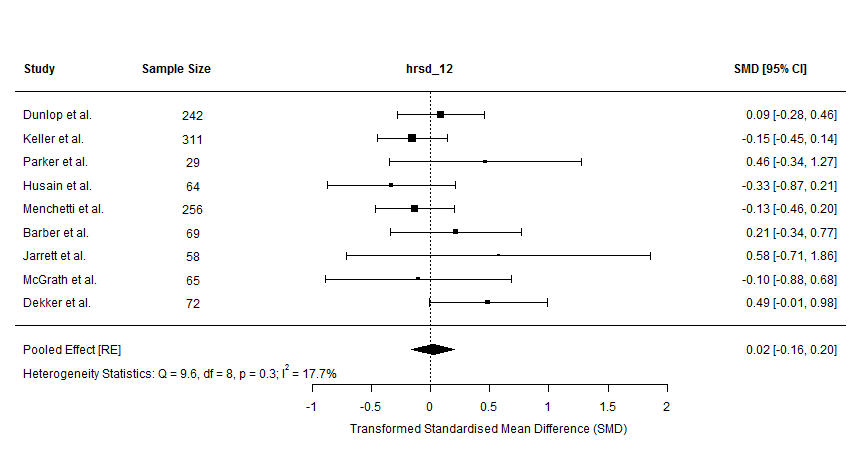 Study Sample Size hrsd_12 SMD [95% CI]
Dunlop et al. 242 0.09 [-0.28, 0.46]
Keller et al. 311 -0.15 [-0.45, 0.14]
Parker et al. 29 0.46 [-0.34, 1.27]
Husain et al. 64 -0.33 [-0.87, 0.21]
Menchetti et al. 256 -0.13 [-0.46, 0.20]
Barber et al. 69 0.21 [-0.34, 0.77]
Jarrett et al. 58 0.58 [-0.71, 1.86]
McGrath et al. 65 -0.10 [-0.88, 0.68]
Dekker et al. 72 0.49 [-0.01, 0.98]
Pooled Effect [RE] 0.02 [-0.16, 0.20]
Heterogeneity Statistics: Q = 9.6, df = 8, p = 0.3; I² = 17.7%
-1 -0.5 0 0.5 1 1.5 2
Transformed Standardised Mean Difference (SMD)